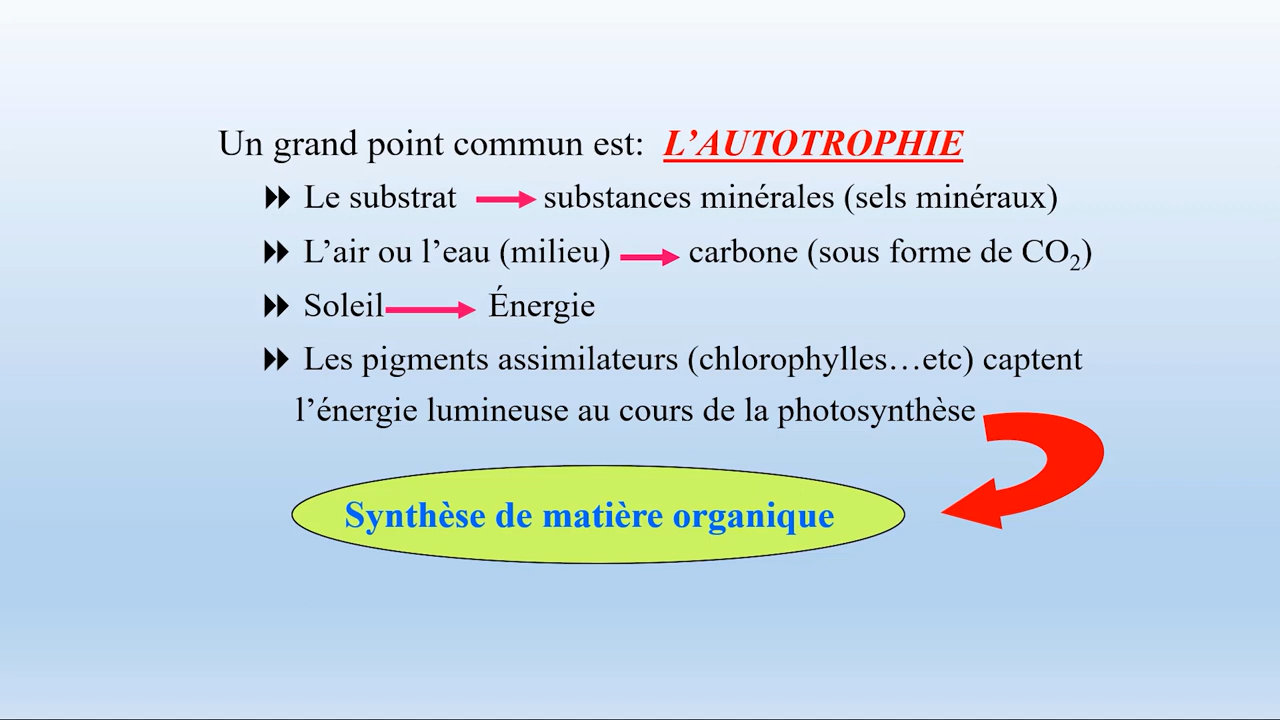 Un grand point commun est: L’AUTOTROPHIE
Le substrat substances minérales (sels minéraux)
L’air ou l’eau (milieu) carbone (sous forme de CO₂)
Soleil Énergie
Les pigments assimilateurs (chlorophylles…etc) captent
l’énergie lumineuse au cours de la photosynthèse
Synthèse de matière organique